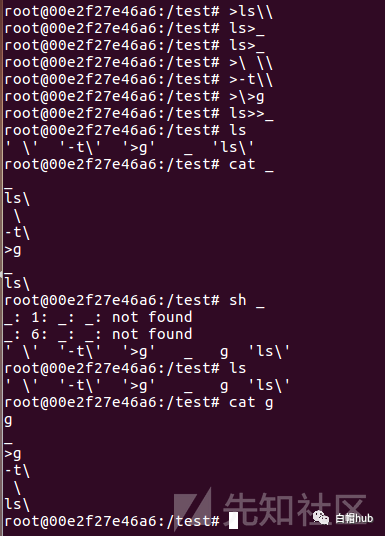 root@00e2f27e46a6:/test# >ls\\
root@00e2f27e46a6:/test# ls>_
root@00e2f27e46a6:/test# ls>_
root@00e2f27e46a6:/test# >\ \\
root@00e2f27e46a6:/test# >-t\\
root@00e2f27e46a6:/test# >\>g
root@00e2f27e46a6:/test# ls>>_
root@00e2f27e46a6:/test# ls
' \'  '-t\'  '>g'   _  'ls\'
root@00e2f27e46a6:/test# cat _
_
ls\
 \
-t\
>g
_
ls\
root@00e2f27e46a6:/test# sh _
_: 1: _: _: not found
_: 6: _: _: not found
' \'  '-t\'  '>g'   _   g  'ls\'
root@00e2f27e46a6:/test# ls
' \'  '-t\'  '>g'   _   g  'ls\'
root@00e2f27e46a6:/test# cat g
g
_
>g
-t\
 \
ls\
root@00e2f27e46a6:/test#
先知社区
白帽hub